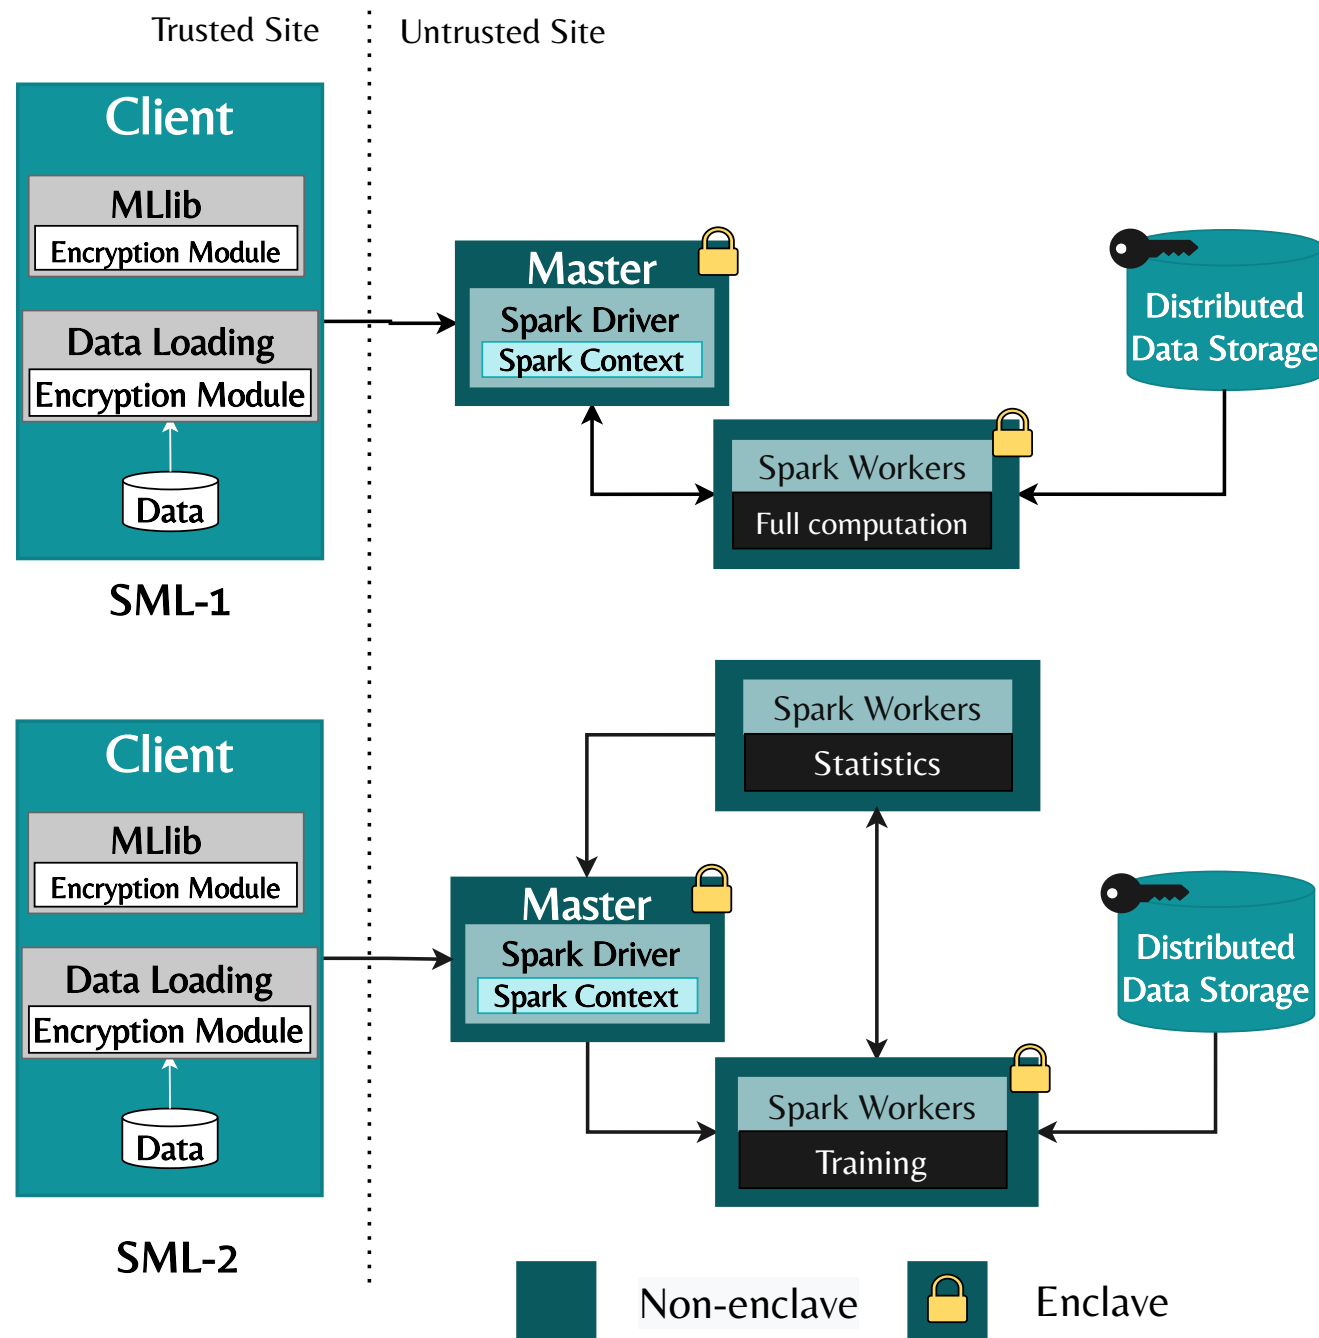 Trusted Site
Untrusted Site
Client
MLlib
Encryption Module
Data Loading
Encryption Module
Data
SML-1
Master
Spark Driver
Spark Context
Spark Workers
Full computation
Distributed
Data Storage
Client
MLlib
Encryption Module
Data Loading
Encryption Module
Data
SML-2
Spark Workers
Statistics
Master
Spark Driver
Spark Context
Spark Workers
Training
Distributed
Data Storage
Non-enclave
Enclave